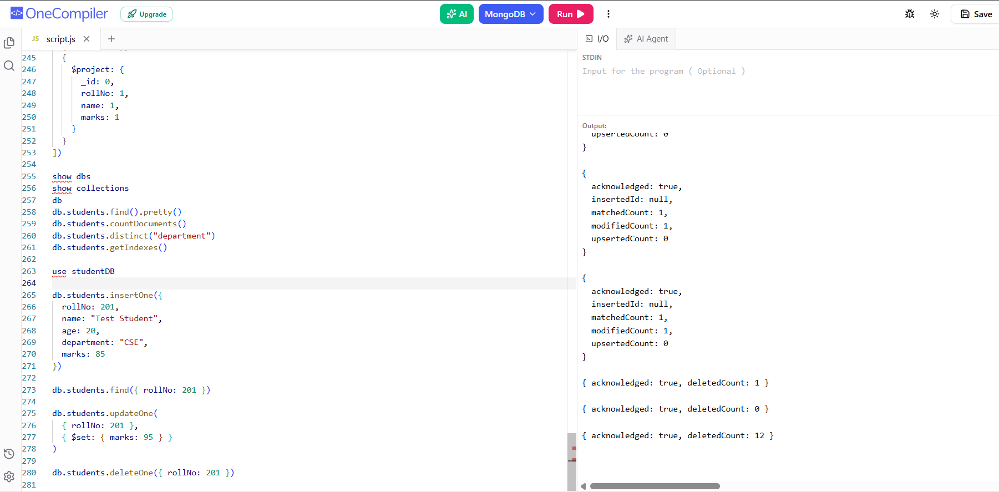 </> OneCompiler
Upgrade
AI
MongoDB
Run
Save
JS script.js
I/O
AI Agent
245 {
246 $project: {
247 _id: 0,
248 rollNo: 1,
249 name: 1,
250 marks: 1
251 }
252 }
253 ])
254
255 show dbs
256 show collections
257 db
258 db.students.find().pretty()
259 db.students.countDocuments()
260 db.students.distinct("department")
261 db.students.getIndexes()
262
263 use studentDB
264
265 db.students.insertOne({
266 rollNo: 201,
267 name: "Test Student",
268 age: 20,
269 department: "CSE",
270 marks: 85
271 })
272
273 db.students.find({ rollNo: 201 })
274
275 db.students.updateOne(
276 { rollNo: 201 },
277 { $set: { marks: 95 } }
278 )
279
280 db.students.deleteOne({ rollNo: 201 })
281
STDIN
Input for the program ( Optional )
Output:
upsertedCount: 0
}
{
acknowledged: true,
insertedId: null,
matchedCount: 1,
modifiedCount: 1,
upsertedCount: 0
}
{
acknowledged: true,
insertedId: null,
matchedCount: 1,
modifiedCount: 1,
upsertedCount: 0
}
{ acknowledged: true, deletedCount: 1 }
{ acknowledged: true, deletedCount: 0 }
{ acknowledged: true, deletedCount: 12 }